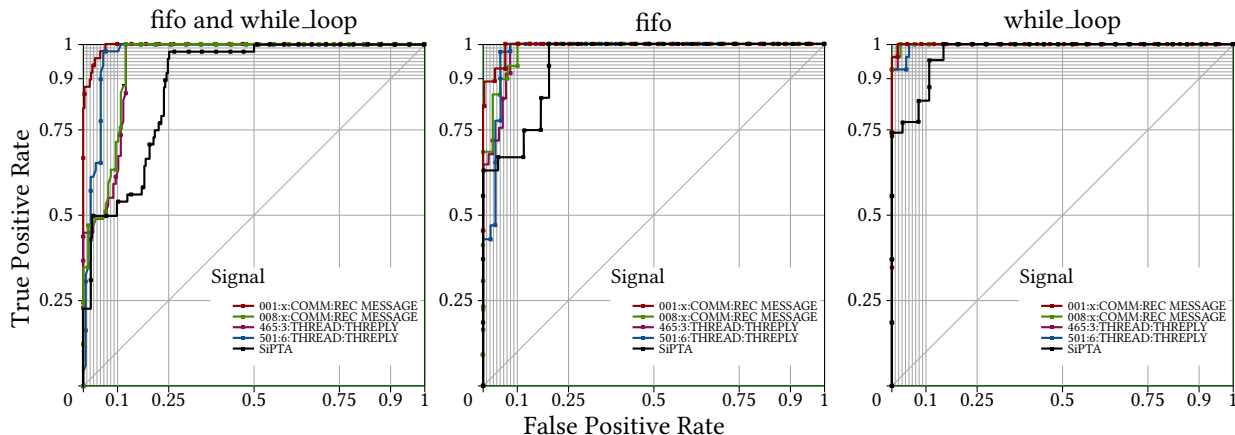 fifo and while_loop
fifo
while_loop
True Positive Rate
1
0.9
0.75
0.5
0.25
Signal
001:x:COMM:REC MESSAGE
008:x:COMM:REC MESSAGE
465:3:THREAD:THREPLY
501:6:THREAD:THREPLY
SiPTA
0 0.1 0.25 0.5 0.75 0.9 1
1
0.9
0.75
0.5
0.25
Signal
001:x:COMM:REC MESSAGE
008:x:COMM:REC MESSAGE
465:3:THREAD:THREPLY
501:6:THREAD:THREPLY
SiPTA
0 0.1 0.25 0.5 0.75 0.9 1
1
0.9
0.75
0.5
0.25
Signal
001:x:COMM:REC MESSAGE
008:x:COMM:REC MESSAGE
465:3:THREAD:THREPLY
501:6:THREAD:THREPLY
SiPTA
0 0.1 0.25 0.5 0.75 0.9 1
False Positive Rate